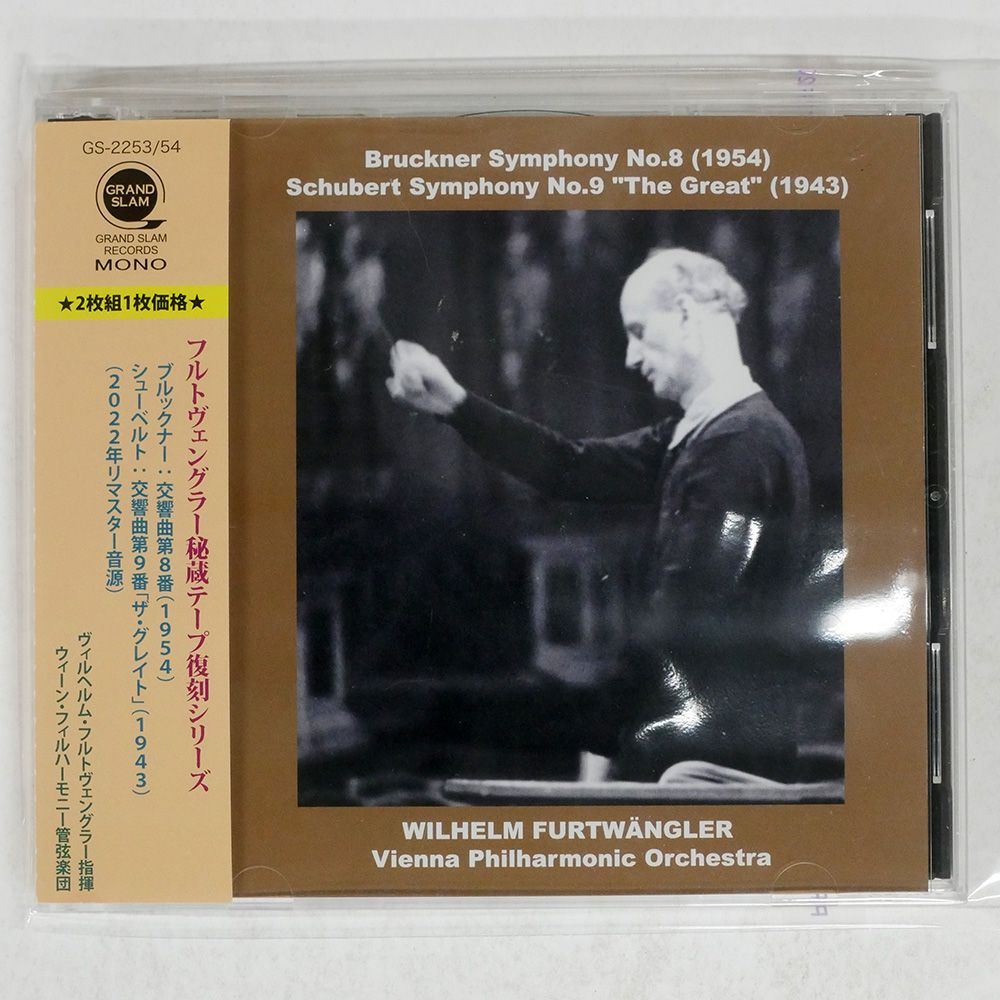 GS-2253/54
GRAND
SLAM
GRAND SLAM
RECORDS
MONO
★2枚組1枚価格★
フルトヴェングラー秘蔵テープ復刻シリーズ
ブルックナー：交響曲第8番(1954)
シューベルト：交響曲第9番「ザ・グレイト」(1943)
(2022年リマスター音源)
ヴィルヘルム・フルトヴェングラー指揮
ウィーン・フィルハーモニー管弦楽団
Bruckner Symphony No.8 (1954)
Schubert Symphony No.9 "The Great" (1943)
WILHELM FURTWÄNGLER
Vienna Philharmonic Orchestra